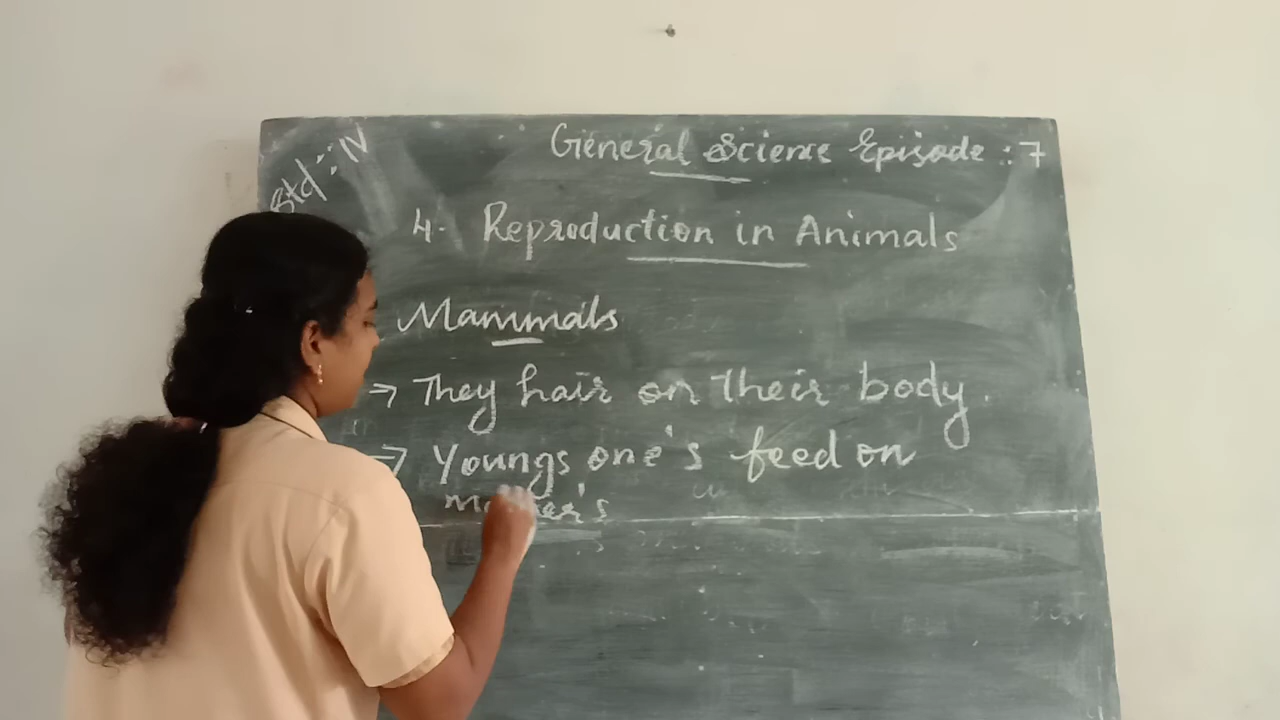 Std : IV
General Science Episode : 7
4. Reproduction in Animals
Mammals
→ They hair on their body.
→ Youngs one's feed on
mother's